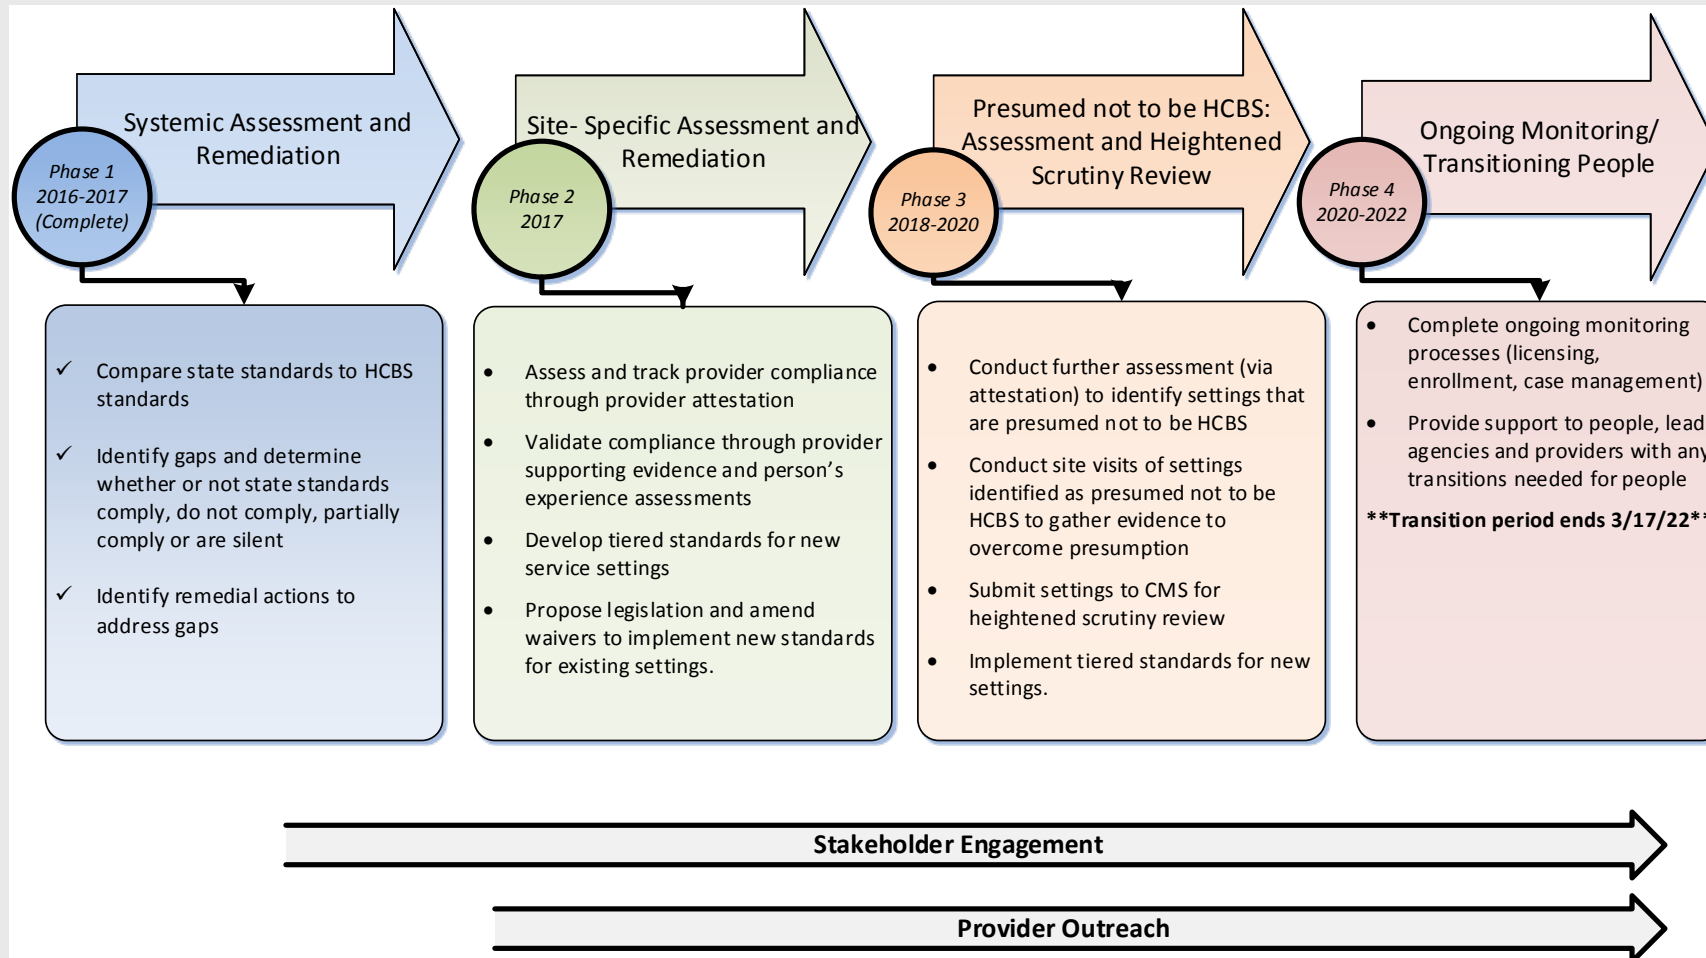 Systemic Assessment and
Remediation
Phase 1
2016-2017
(Complete)
✓ Compare state standards to HCBS
standards
✓ Identify gaps and determine
whether or not state standards
comply, do not comply, partially
comply or are silent
✓ Identify remedial actions to
address gaps
Site- Specific Assessment and
Remediation
Phase 2
2017
• Assess and track provider compliance
through provider attestation
• Validate compliance through provider
supporting evidence and person’s
experience assessments
• Develop tiered standards for new
service settings
• Propose legislation and amend
waivers to implement new standards
for existing settings.
Presumed not to be HCBS:
Assessment and Heightened
Scrutiny Review
Phase 3
2018-2020
• Conduct further assessment (via
attestation) to identify settings that
are presumed not to be HCBS
• Conduct site visits of settings
identified as presumed not to be
HCBS to gather evidence to
overcome presumption
• Submit settings to CMS for
heightened scrutiny review
• Implement tiered standards for new
settings.
Ongoing Monitoring/
Transitioning People
Phase 4
2020-2022
• Complete ongoing monitoring
processes (licensing,
enrollment, case management)
• Provide support to people, lead
agencies and providers with any
transitions needed for people
**Transition period ends 3/17/22**
Stakeholder Engagement
Provider Outreach